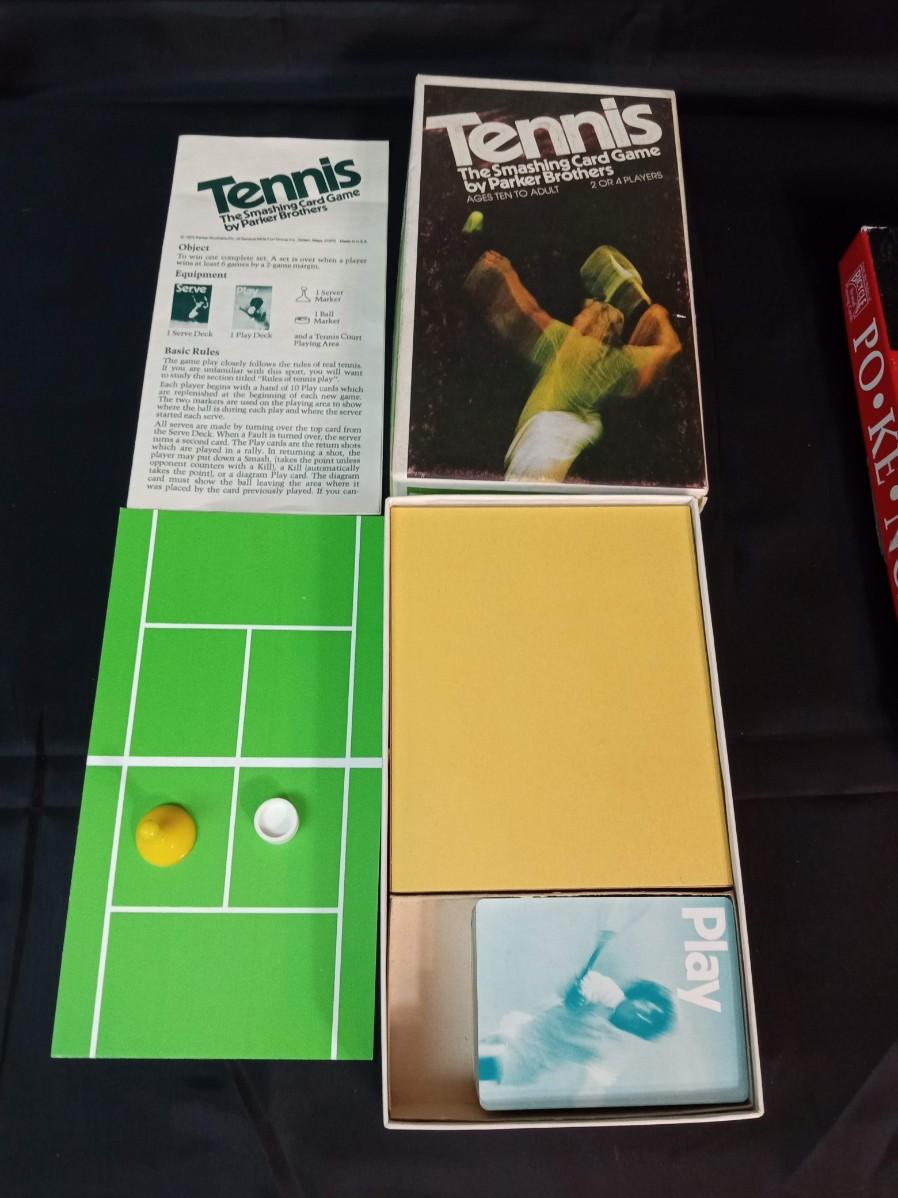 Tennis
The Smashing Card Game
by Parker Brothers
Object
To win one complete set. A set is over when a player
wins at least 6 games by a 2-game margin.
Equipment
Serve
Play
1 Server
Marker
1 Ball
Marker
1 Serve Deck
1 Play Deck
and a Tennis Court
Playing Area
Basic Rules
The game play closely follows the rules of real tennis.
If you are unfamiliar with this sport, you will want
to study the section titled "Rules of tennis play".
Each player begins with a hand of 10 Play cards which
are replenished at the beginning of each new game.
The two markers are used on the playing area to show
where the ball is during each play and where the server
started each serve.
All serves are made by turning over the top card from
the Serve Deck. When a Fault is turned over, the server
turns a second card. The Play cards are the return shots
which are played in a rally. In returning a shot, the
player may put down a Smash, [takes the point unless
opponent counters with a Kill], a Kill [automatically
takes the point], or a diagram Play card. The diagram
card must show the ball leaving the area where it
was placed by the card previously played. If you can-
Tennis
The Smashing Card Game
by Parker Brothers
AGES TEN TO ADULT 2 OR 4 PLAYERS
Play
PO•KE•NO